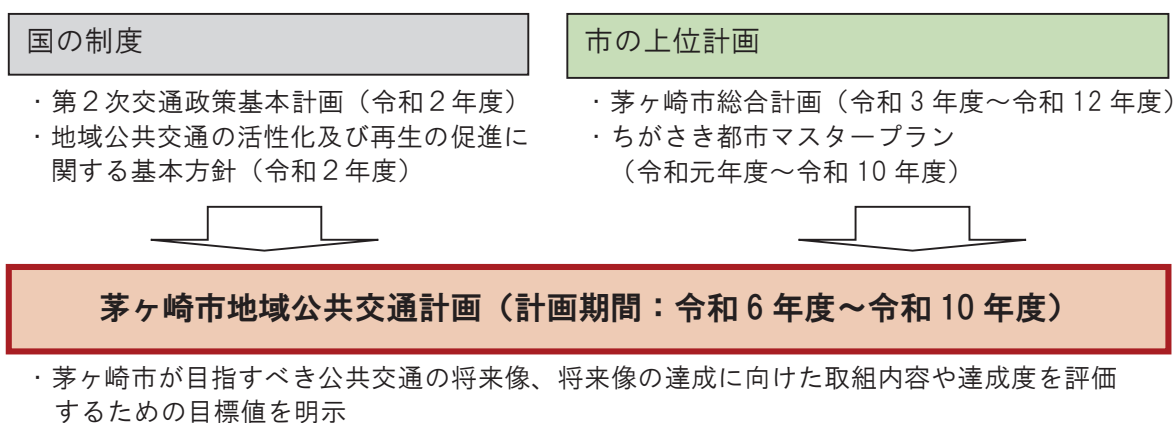 国の制度
・第２次交通政策基本計画（令和２年度）
・地域公共交通の活性化及び再生の促進に
関する基本方針（令和２年度）
市の上位計画
・茅ヶ崎市総合計画（令和 3 年度～令和 12 年度）
・ちがさき都市マスタープラン
（令和元年度～令和 10 年度）
茅ヶ崎市地域公共交通計画（計画期間：令和 6 年度～令和 10 年度）
・茅ヶ崎市が目指すべき公共交通の将来像、将来像の達成に向けた取組内容や達成度を評価
するための目標値を明示